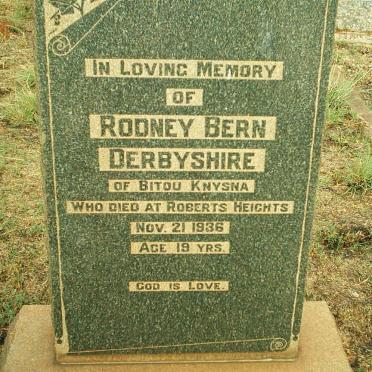 In Loving Memory
of
Rodney Bern
Derbyshire
of Bitou Knysna
Who died at Roberts Heights
Nov. 21 1936
Age 19 yrs.
God is Love.